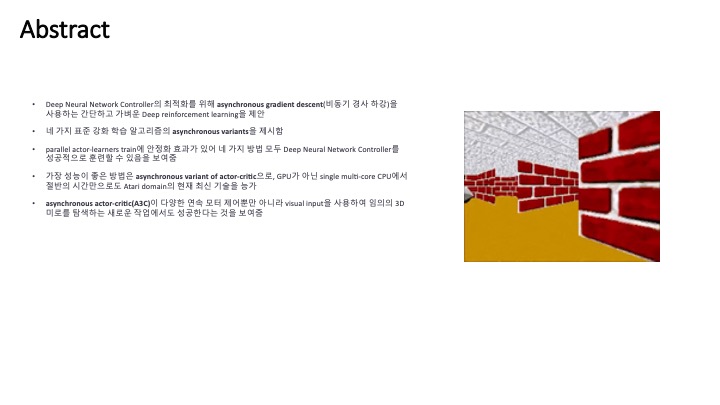 Abstract
• Deep Neural Network Controller의 최적화를 위해 asynchronous gradient descent(비동기 경사 하강)을
사용하는 간단하고 가벼운 Deep reinforcement learning을 제안
• 네 가지 표준 강화 학습 알고리즘의 asynchronous variants을 제시함
• parallel actor-learners train에 안정화 효과가 있어 네 가지 방법 모두 Deep Neural Network Controller를
성공적으로 훈련할 수 있음을 보여줌
• 가장 성능이 좋은 방법은 asynchronous variant of actor-critic으로, GPU가 아닌 single multi-core CPU에서
절반의 시간만으로도 Atari domain의 현재 최신 기술을 능가
• asynchronous actor-critic(A3C)이 다양한 연속 모터 제어뿐만 아니라 visual input을 사용하여 임의의 3D
미로를 탐색하는 새로운 작업에서도 성공한다는 것을 보여줌